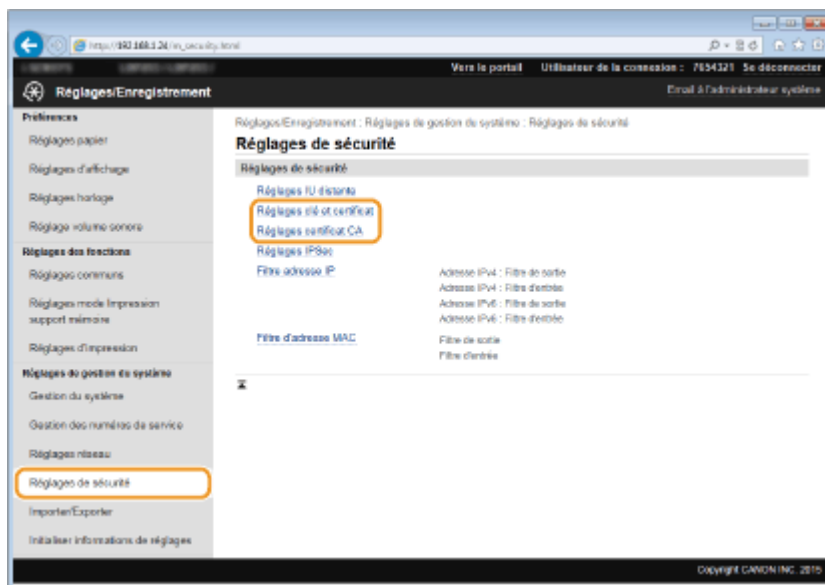 http://192.168.1.24/m_security.html
Vers le portail Utilisateur de la connexion : 7654321 Se déconnecter
Réglages/Enregistrement
Email à l'administrateur système
Préférences
Réglages papier
Réglages d'affichage
Réglages horloge
Réglage volume sonore
Réglages des fonctions
Réglages communs
Réglages mode Impression
support mémoire
Réglages d'impression
Réglages de gestion du système
Gestion du système
Gestion des numéros de service
Réglages réseau
Réglages de sécurité
Importer/Exporter
Initialiser informations de réglages
Réglages/Enregistrement : Réglages de gestion du système : Réglages de sécurité
Réglages de sécurité
Réglages de sécurité
Réglages IU distante
Réglages clé et certificat
Réglages certificat CA
Réglages IPSec
Filtre adresse IP
Adresse IPv4 : Filtre de sortie
Adresse IPv4 : Filtre d'entrée
Adresse IPv6 : Filtre de sortie
Adresse IPv6 : Filtre d'entrée
Filtre d'adresse MAC
Filtre de sortie
Filtre d'entrée
Copyright CANON INC. 2015